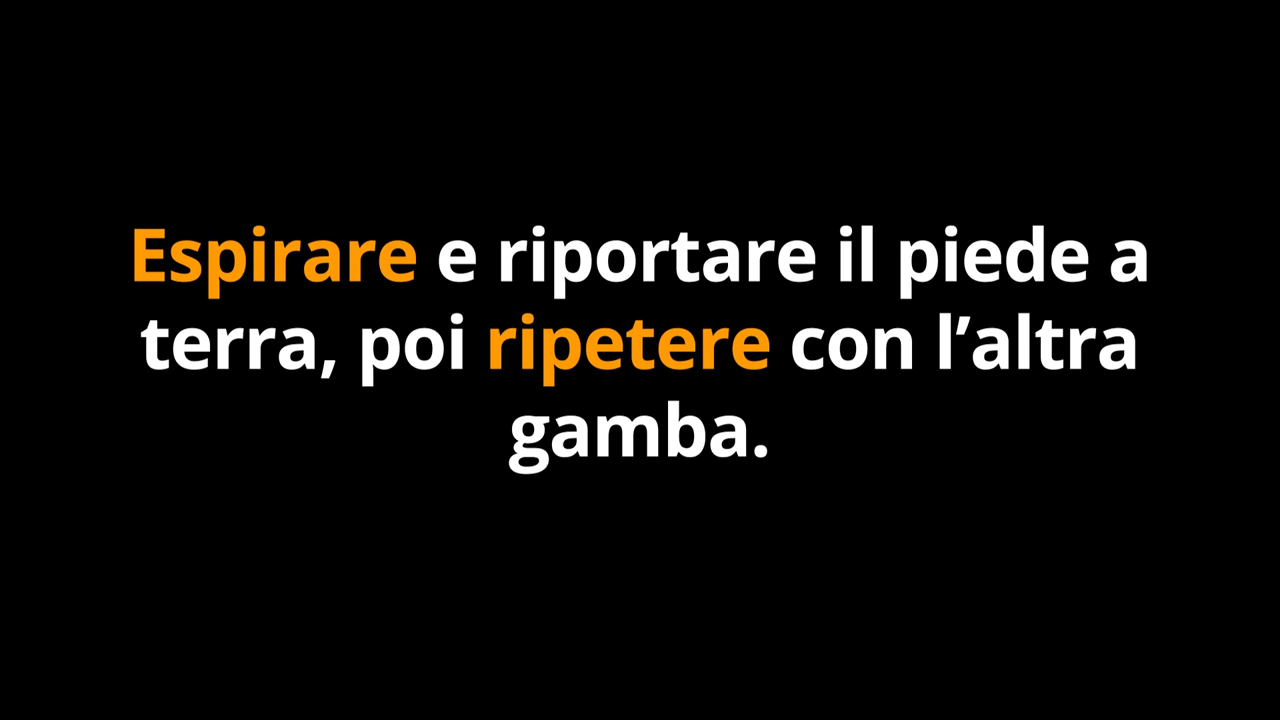 Espirare e riportare il piede a
terra, poi ripetere con l’altra
gamba.